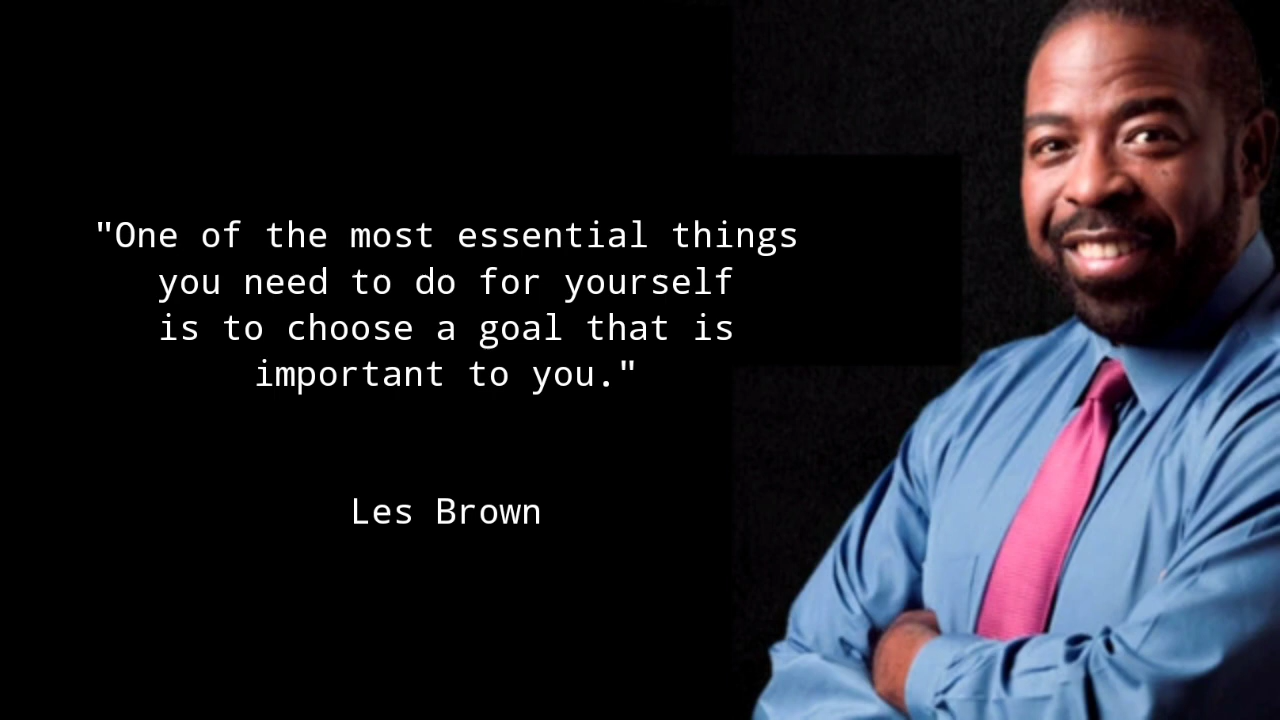 "One of the most essential things
you need to do for yourself
is to choose a goal that is
important to you."
Les Brown